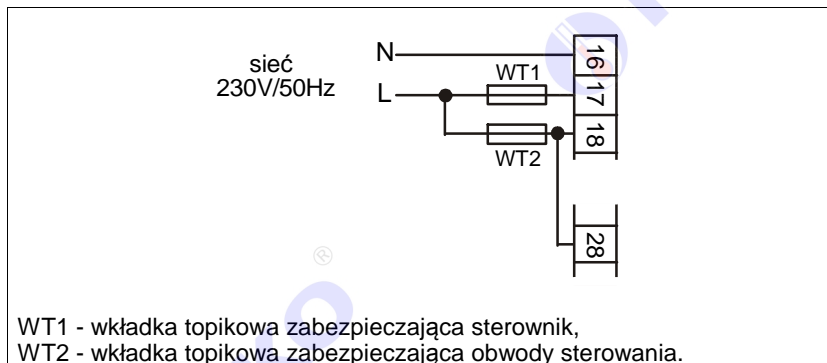 sieć
230V/50Hz
N
L
WT1
WT2
16
17
18
28
WT1 - wkładka topikowa zabezpieczająca sterownik,
WT2 - wkładka topikowa zabezpieczająca obwody sterowania.
®